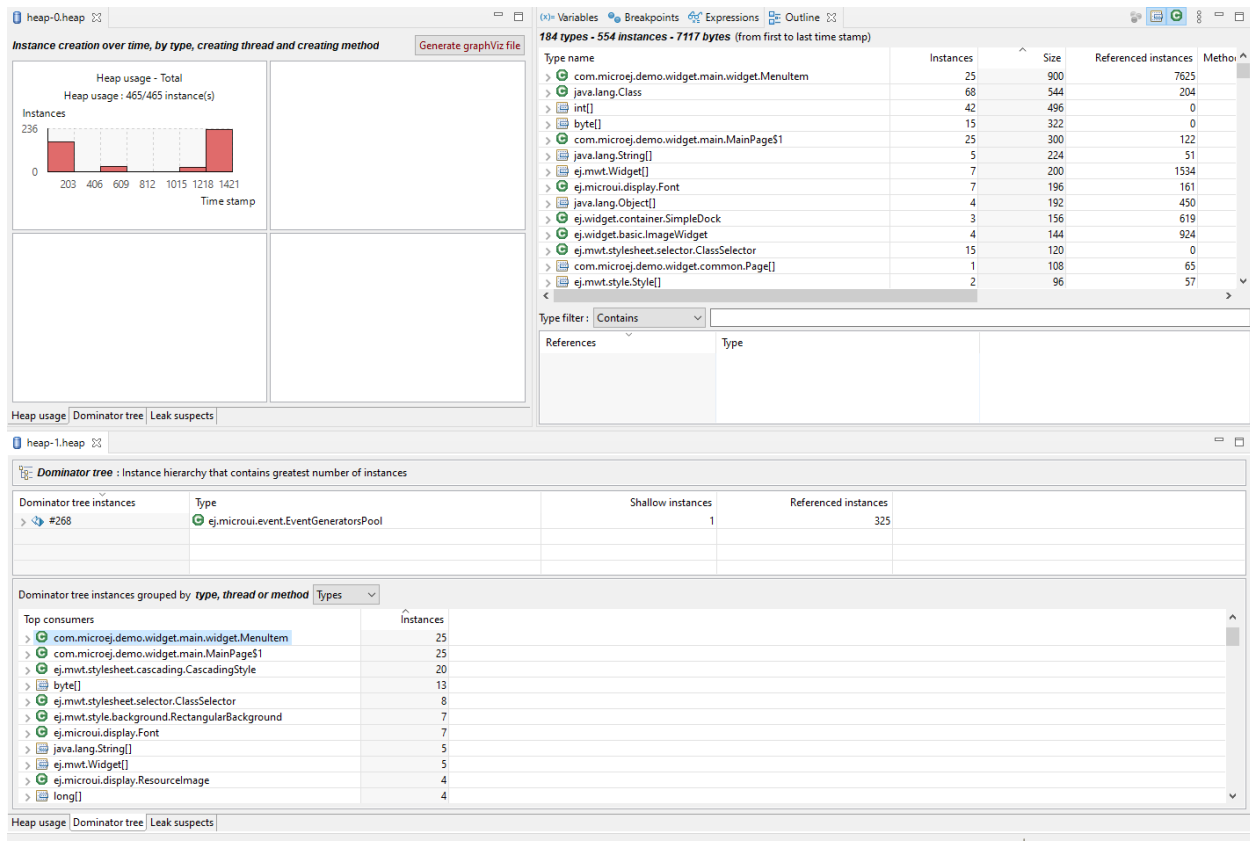 heap-0.heap
Instance creation over time, by type, creating thread and creating method
Generate graphViz file
Heap usage - Total
Heap usage : 465/465 instance(s)
Instances
236
0
203 406 609 812 1015 1218 1421
Time stamp
Heap usage Dominator tree Leak suspects
(x)= Variables Breakpoints Expressions Outline
184 types - 554 instances - 7117 bytes (from first to last time stamp)
Type name Instances Size Referenced instances Method
com.microej.demo.widget.main.widget.MenuItem 25 900 7625
java.lang.Class 68 544 204
int[] 42 496 0
byte[] 15 322 0
com.microej.demo.widget.main.MainPage$1 25 300 122
java.lang.String[] 5 224 51
ej.mwt.Widget[] 7 200 1534
ej.microui.display.Font 7 196 161
java.lang.Object[] 4 192 450
ej.widget.container.SimpleDock 3 156 619
ej.widget.basic.ImageWidget 4 144 924
ej.mwt.stylesheet.selector.ClassSelector 15 120 0
com.microej.demo.widget.common.Page[] 1 108 65
ej.mwt.style.Style[] 2 96 57
Type filter : Contains
References Type
heap-1.heap
Dominator tree : Instance hierarchy that contains greatest number of instances
Dominator tree instances Type Shallow instances Referenced instances
#268 ej.microui.event.EventGeneratorsPool 1 325
Dominator tree instances grouped by type, thread or method Types
Top consumers Instances
com.microej.demo.widget.main.widget.MenuItem 25
com.microej.demo.widget.main.MainPage$1 25
ej.mwt.stylesheet.cascading.CascadingStyle 20
byte[] 13
ej.mwt.stylesheet.selector.ClassSelector 8
ej.mwt.style.background.RectangularBackground 7
ej.microui.display.Font 7
java.lang.String[] 5
ej.mwt.Widget[] 5
ej.microui.display.ResourceImage 4
long[] 4
Heap usage Dominator tree Leak suspects